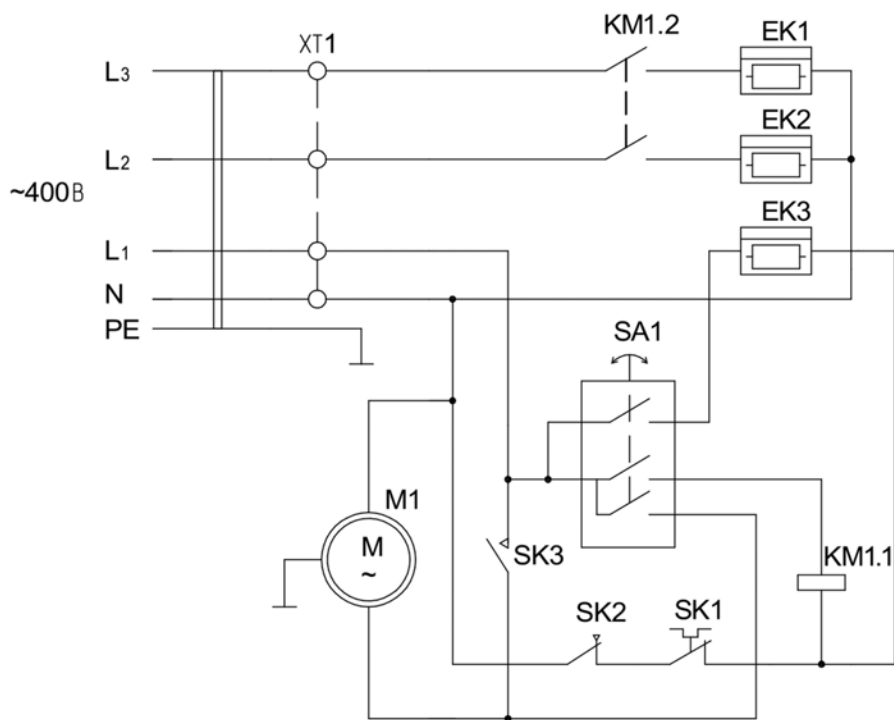 KM1.2
EK1
XT1
L3
EK2
L2
~400В
EK3
L1
N
PE
SA1
M1
M
~
SK3
KM1.1
SK2
SK1